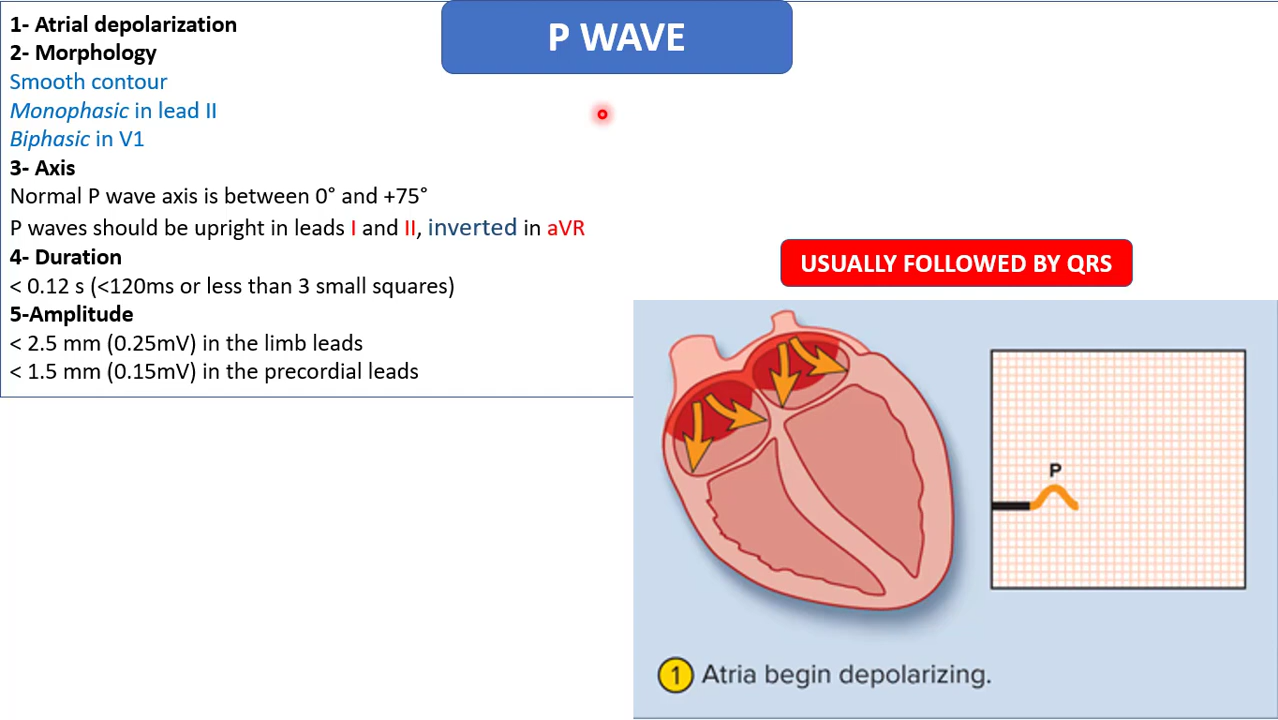 P WAVE
1- Atrial depolarization
2- Morphology
Smooth contour
Monophasic in lead II
Biphasic in V1
3- Axis
Normal P wave axis is between 0° and +75°
P waves should be upright in leads I and II, inverted in aVR
4- Duration
< 0.12 s (<120ms or less than 3 small squares)
5-Amplitude
< 2.5 mm (0.25mV) in the limb leads
< 1.5 mm (0.15mV) in the precordial leads
USUALLY FOLLOWED BY QRS
P
1 Atria begin depolarizing.